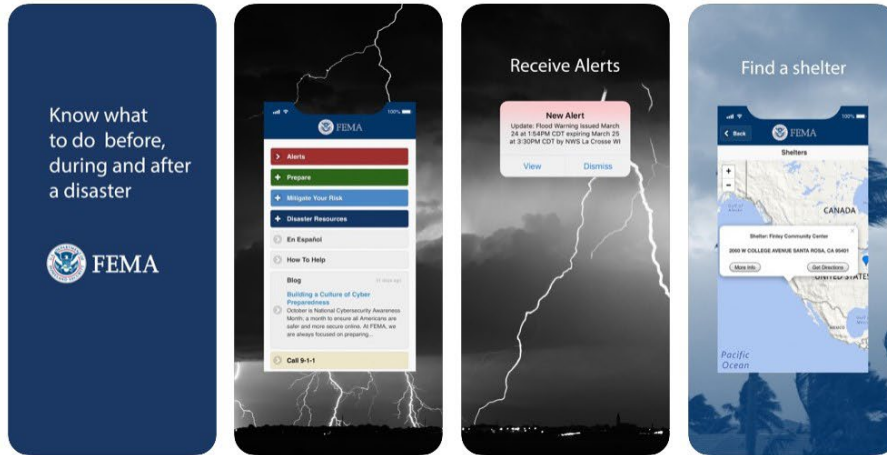 Know what
to do before,
during and after
a disaster
FEMA
100%
FEMA
Alerts
Prepare
Mitigate Your Risk
Disaster Resources
En Español
How To Help
Blog
Building a Culture of Cyber
Preparedness
October is National Cybersecurity Awareness
Month, a month to ensure all Americans are
safer and more secure online. At FEMA, we
are always focused on preparing...
Call 9-1-1
Receive Alerts
New Alert
Update: Flood Warning Issued March
24 at 1:54PM CDT expiring March 25
at 3:30PM CDT by NWS La Crosse WI
View Dismiss
Find a shelter
100%
Back FEMA
Shelters
+
-
CANADA
Shelter: Finley Community Center
2060 W COLLEGE AVENUE SANTA ROSA, CA 95401
More Info Get Directions
UNITED STATES
MEXICO
Pacific
Ocean